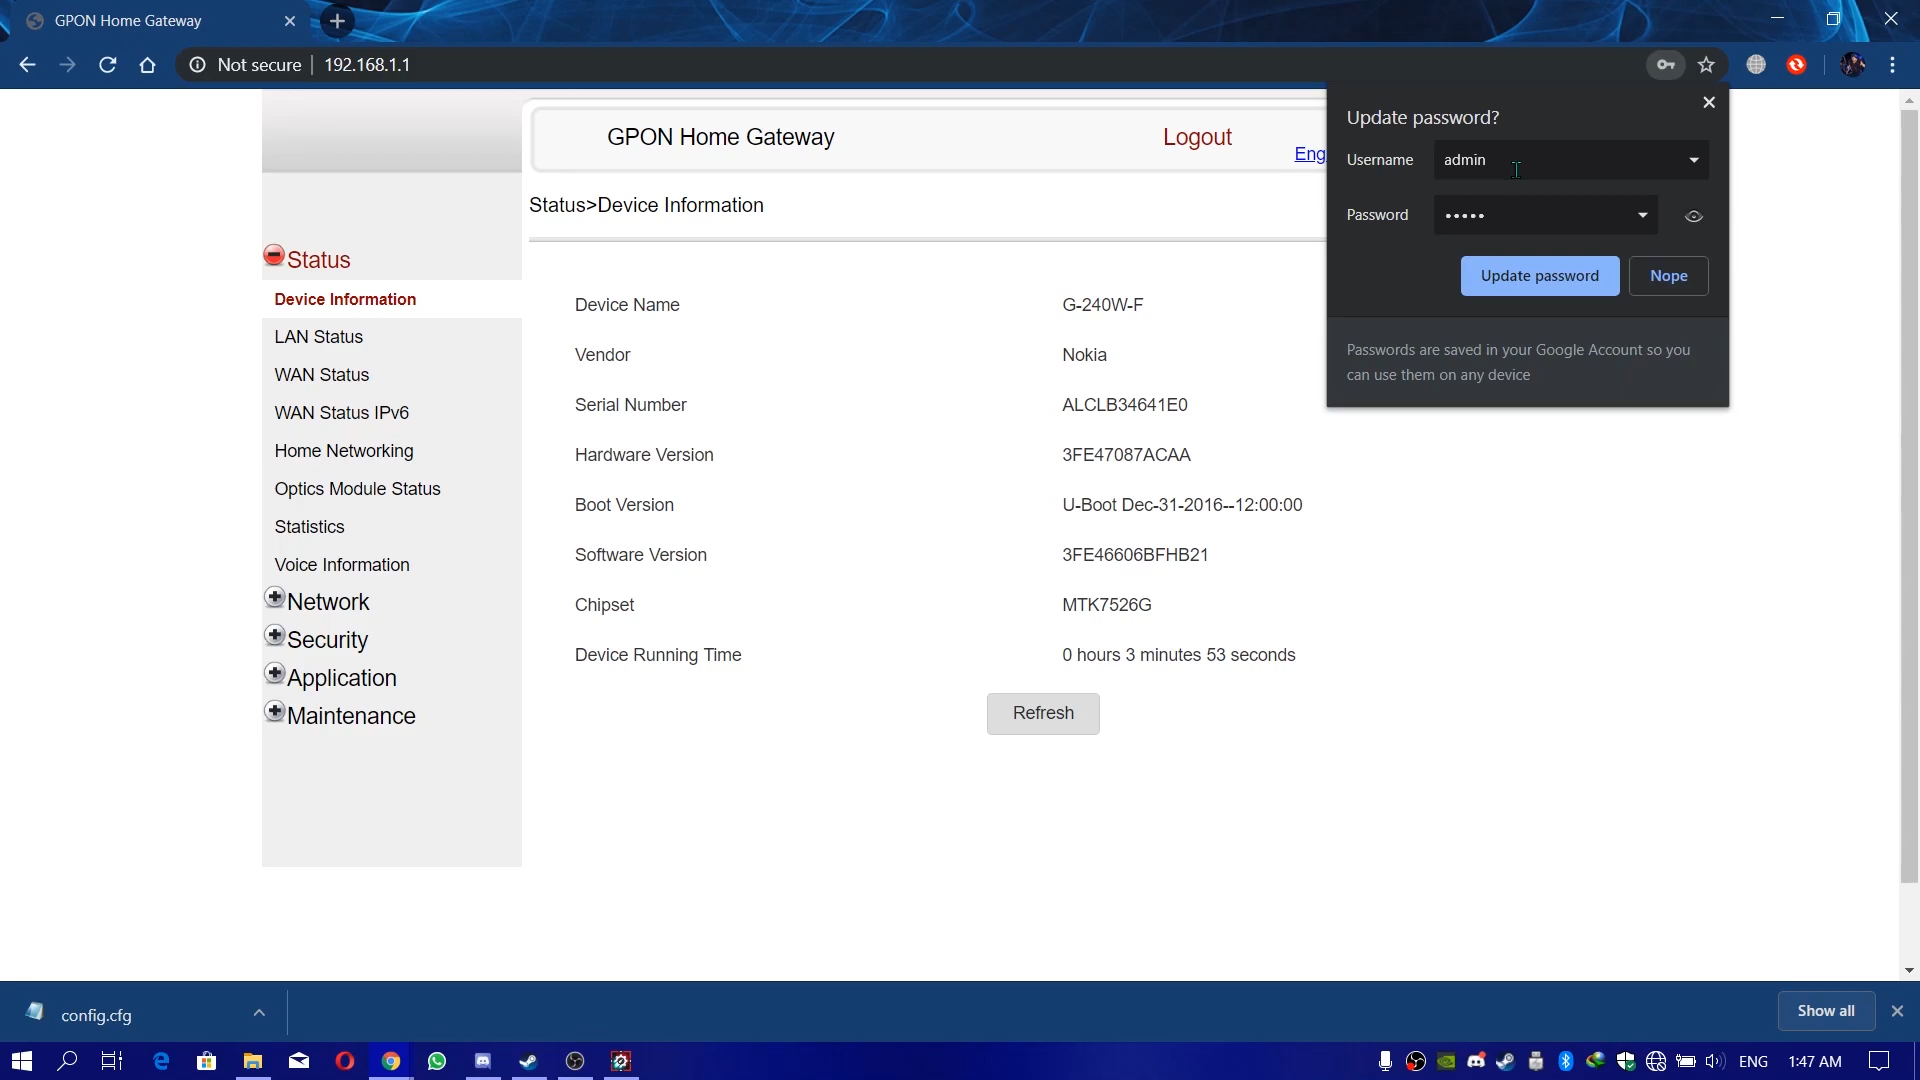 GPON Home Gateway
Not secure
192.168.1.1
GPON Home Gateway
Logout
Eng
Status>Device Information
Status
Device Information
LAN Status
WAN Status
WAN Status IPv6
Home Networking
Optics Module Status
Statistics
Voice Information
Network
Security
Application
Maintenance
Device Name G-240W-F
Vendor Nokia
Serial Number ALCLB34641E0
Hardware Version 3FE47087ACAA
Boot Version U-Boot Dec-31-2016--12:00:00
Software Version 3FE46606BFHB21
Chipset MTK7526G
Device Running Time 0 hours 3 minutes 53 seconds
Refresh
Update password?
Username admin
Password •••••
Update password Nope
Passwords are saved in your Google Account so you
can use them on any device
config.cfg
Show all
ENG 1:47 AM